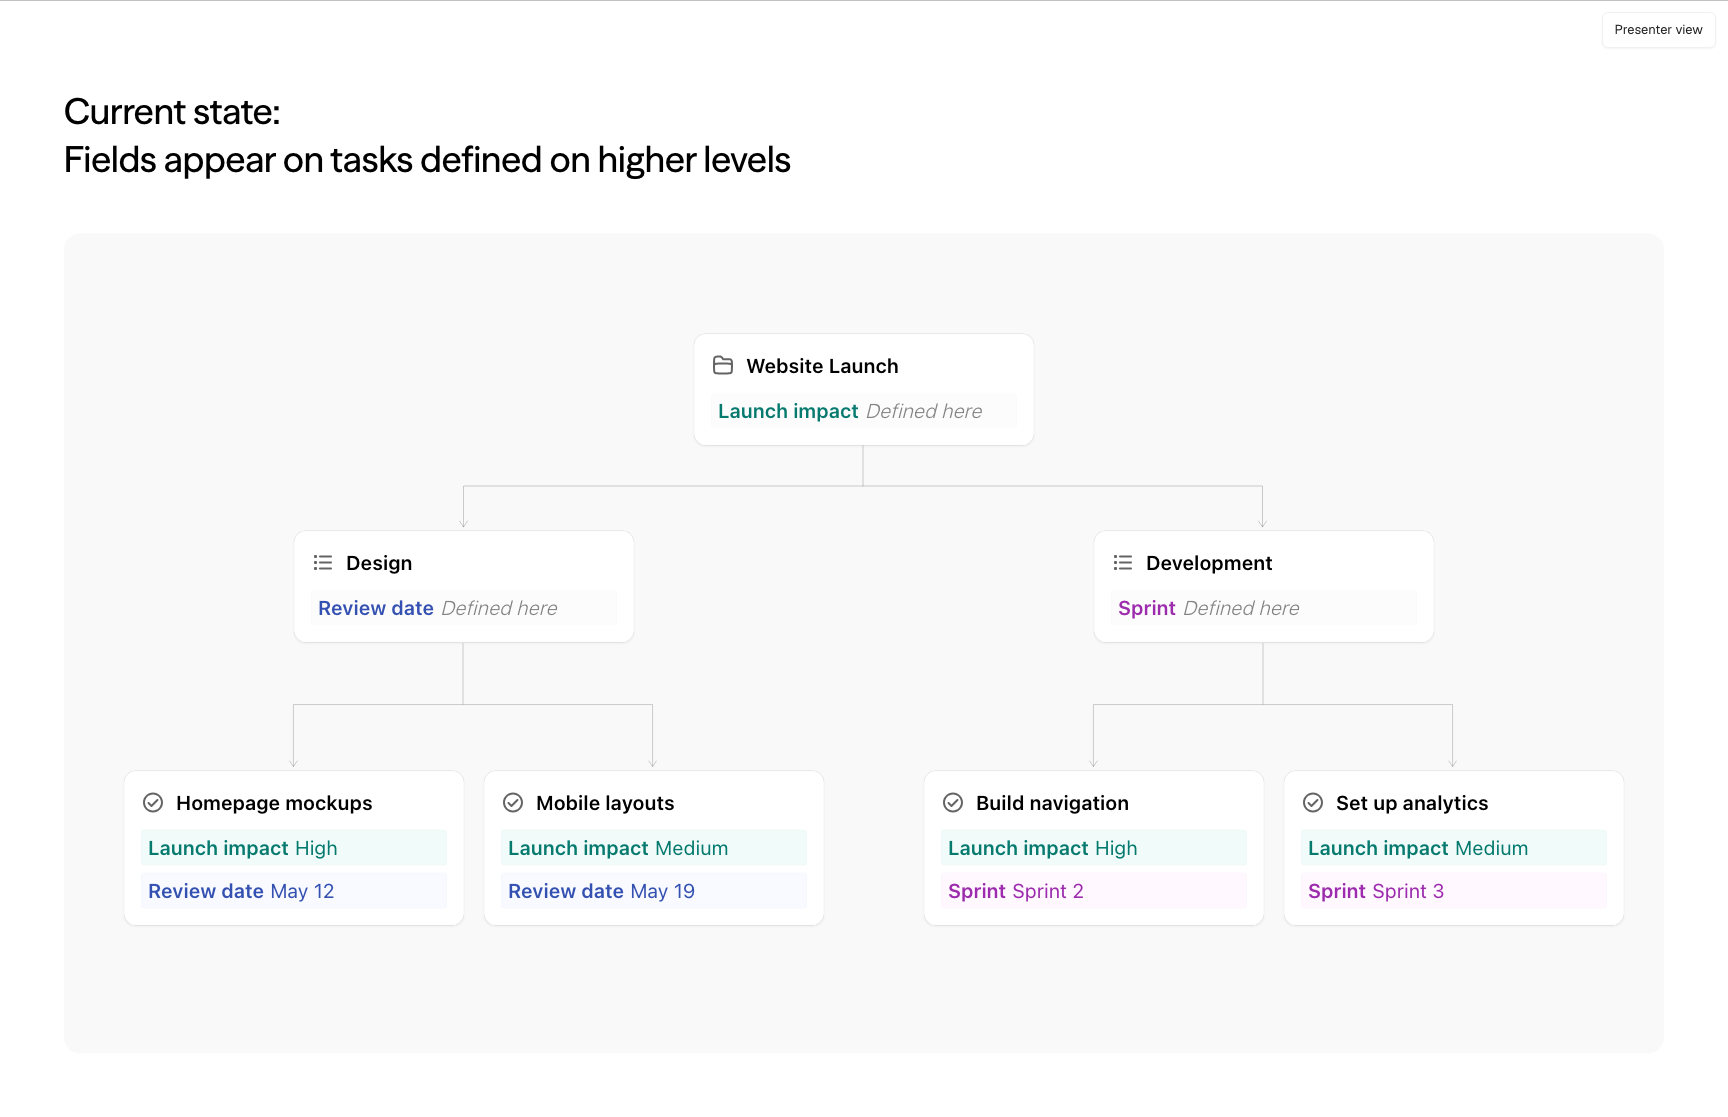 Presenter view
Current state:
Fields appear on tasks defined on higher levels
Website Launch
Launch impact Defined here
Design
Review date Defined here
Development
Sprint Defined here
Homepage mockups
Launch impact High
Review date May 12
Mobile layouts
Launch impact Medium
Review date May 19
Build navigation
Launch impact High
Sprint Sprint 2
Set up analytics
Launch impact Medium
Sprint Sprint 3